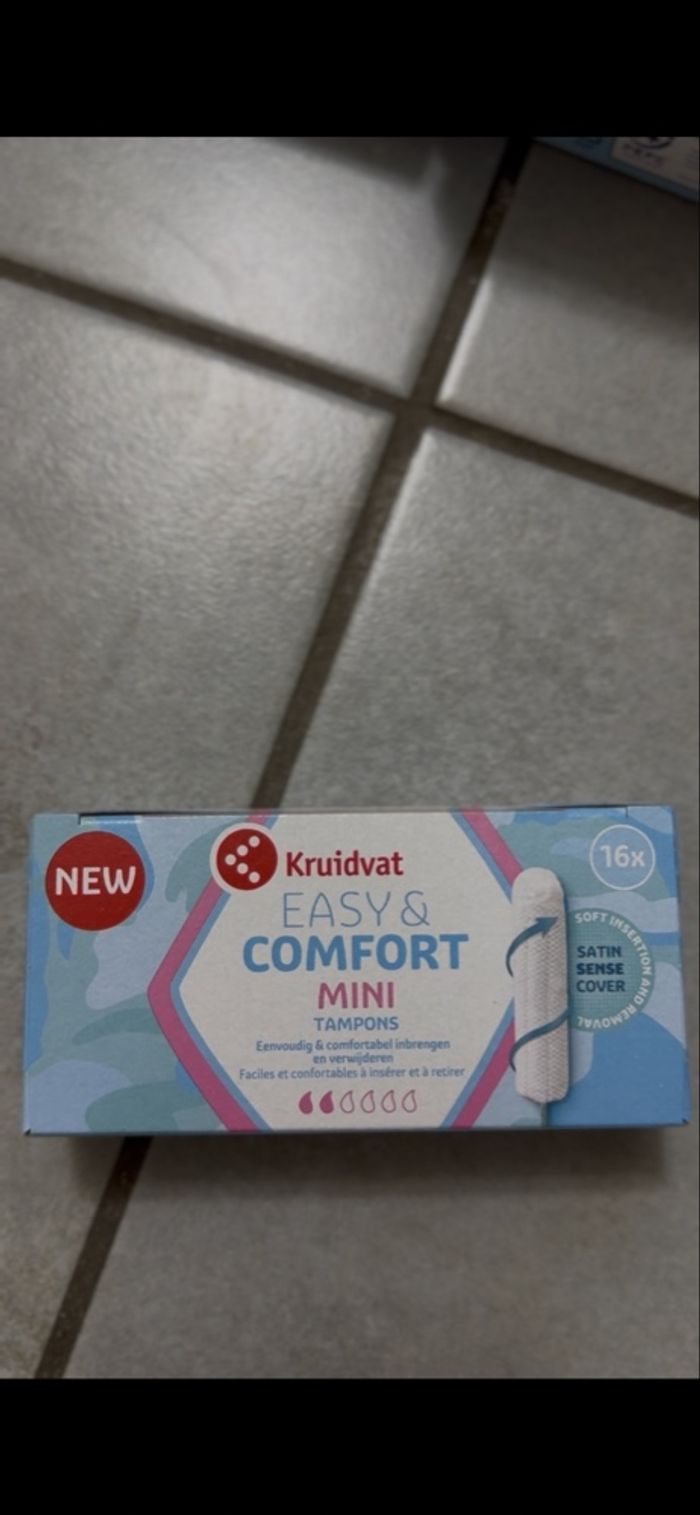 NEW
Kruidvat
16x
EASY &
COMFORT
MINI
TAMPONS
Eenvoudig & comfortabel inbrengen
en verwijderen
Faciles et confortables à insérer et à retirer
SOFT INSERTION AND REMOVAL
SATIN
SENSE
COVER